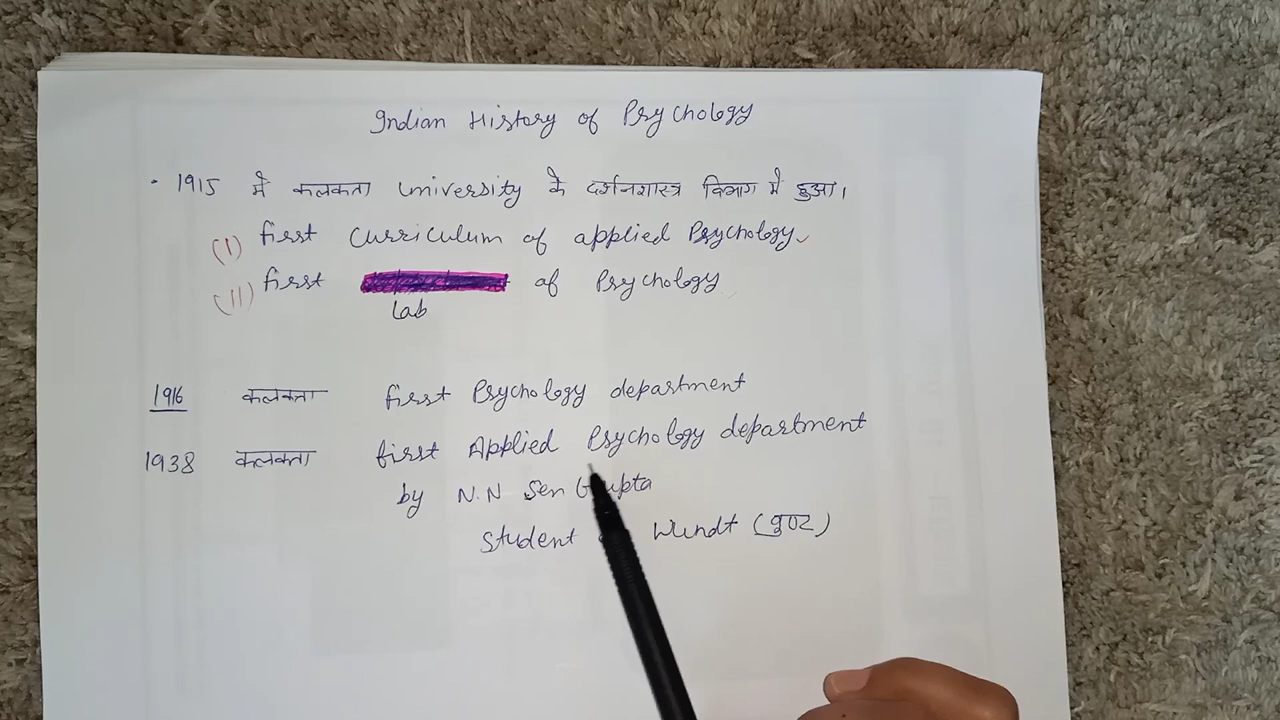 Indian History of Psychology
• 1915 में कलकता University के दर्शनशास्त्र विभाग में हुआ।
(I) first curriculum of applied Psychology
(II) first of Psychology
Lab
1916 कलकता first Psychology department
1938 कलकता first Applied Psychology department
by N.N Sen Gupta
Student Wundt (वुण्ट)